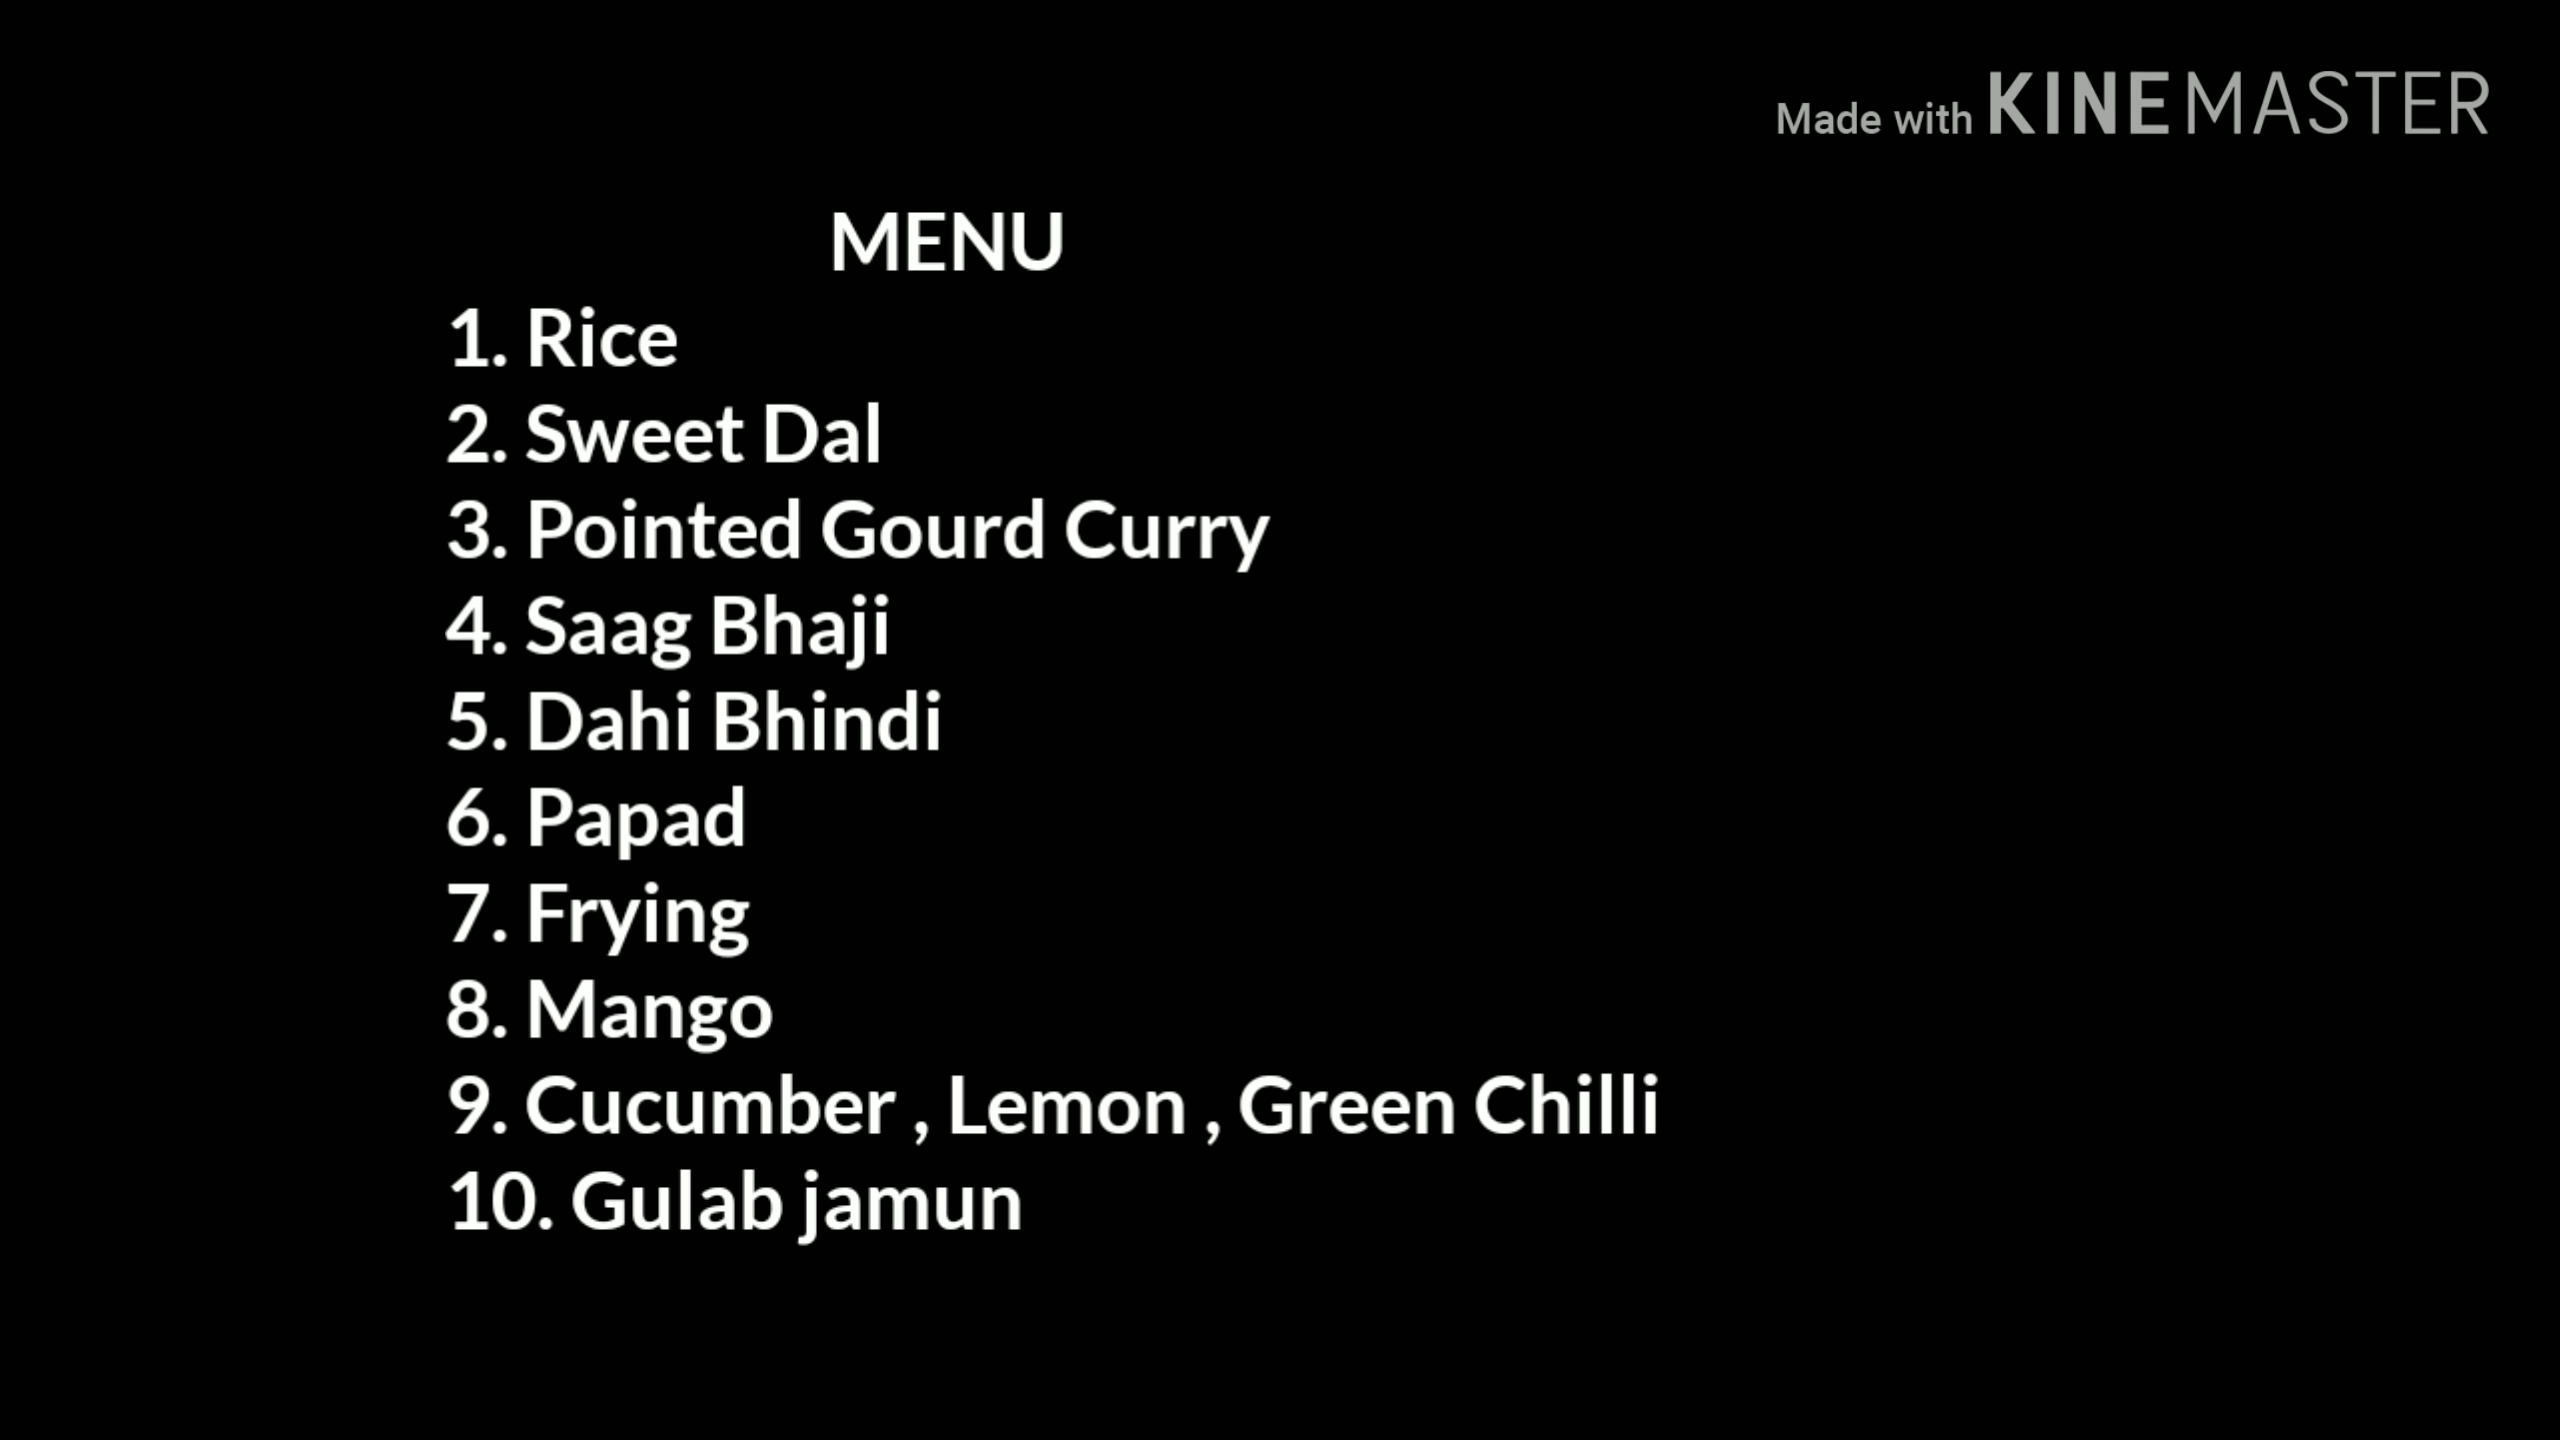 Made with KINEMASTER
MENU
1. Rice
2. Sweet Dal
3. Pointed Gourd Curry
4. Saag Bhaji
5. Dahi Bhindi
6. Papad
7. Frying
8. Mango
9. Cucumber , Lemon , Green Chilli
10. Gulab jamun